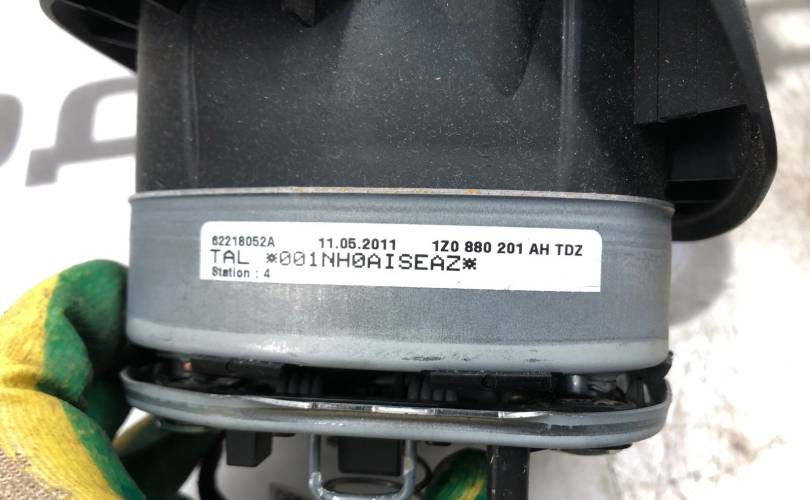 62218052A 11.05.2011 1Z0 880 201 AH TDZ
TAL *001NH0AISEAZ*
Station : 4